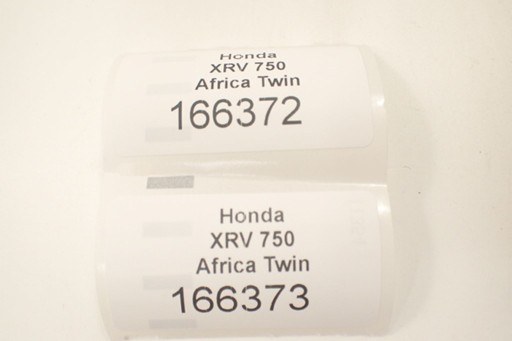 Honda
XRV 750
Africa Twin
166372
Honda
XRV 750
Africa Twin
166373